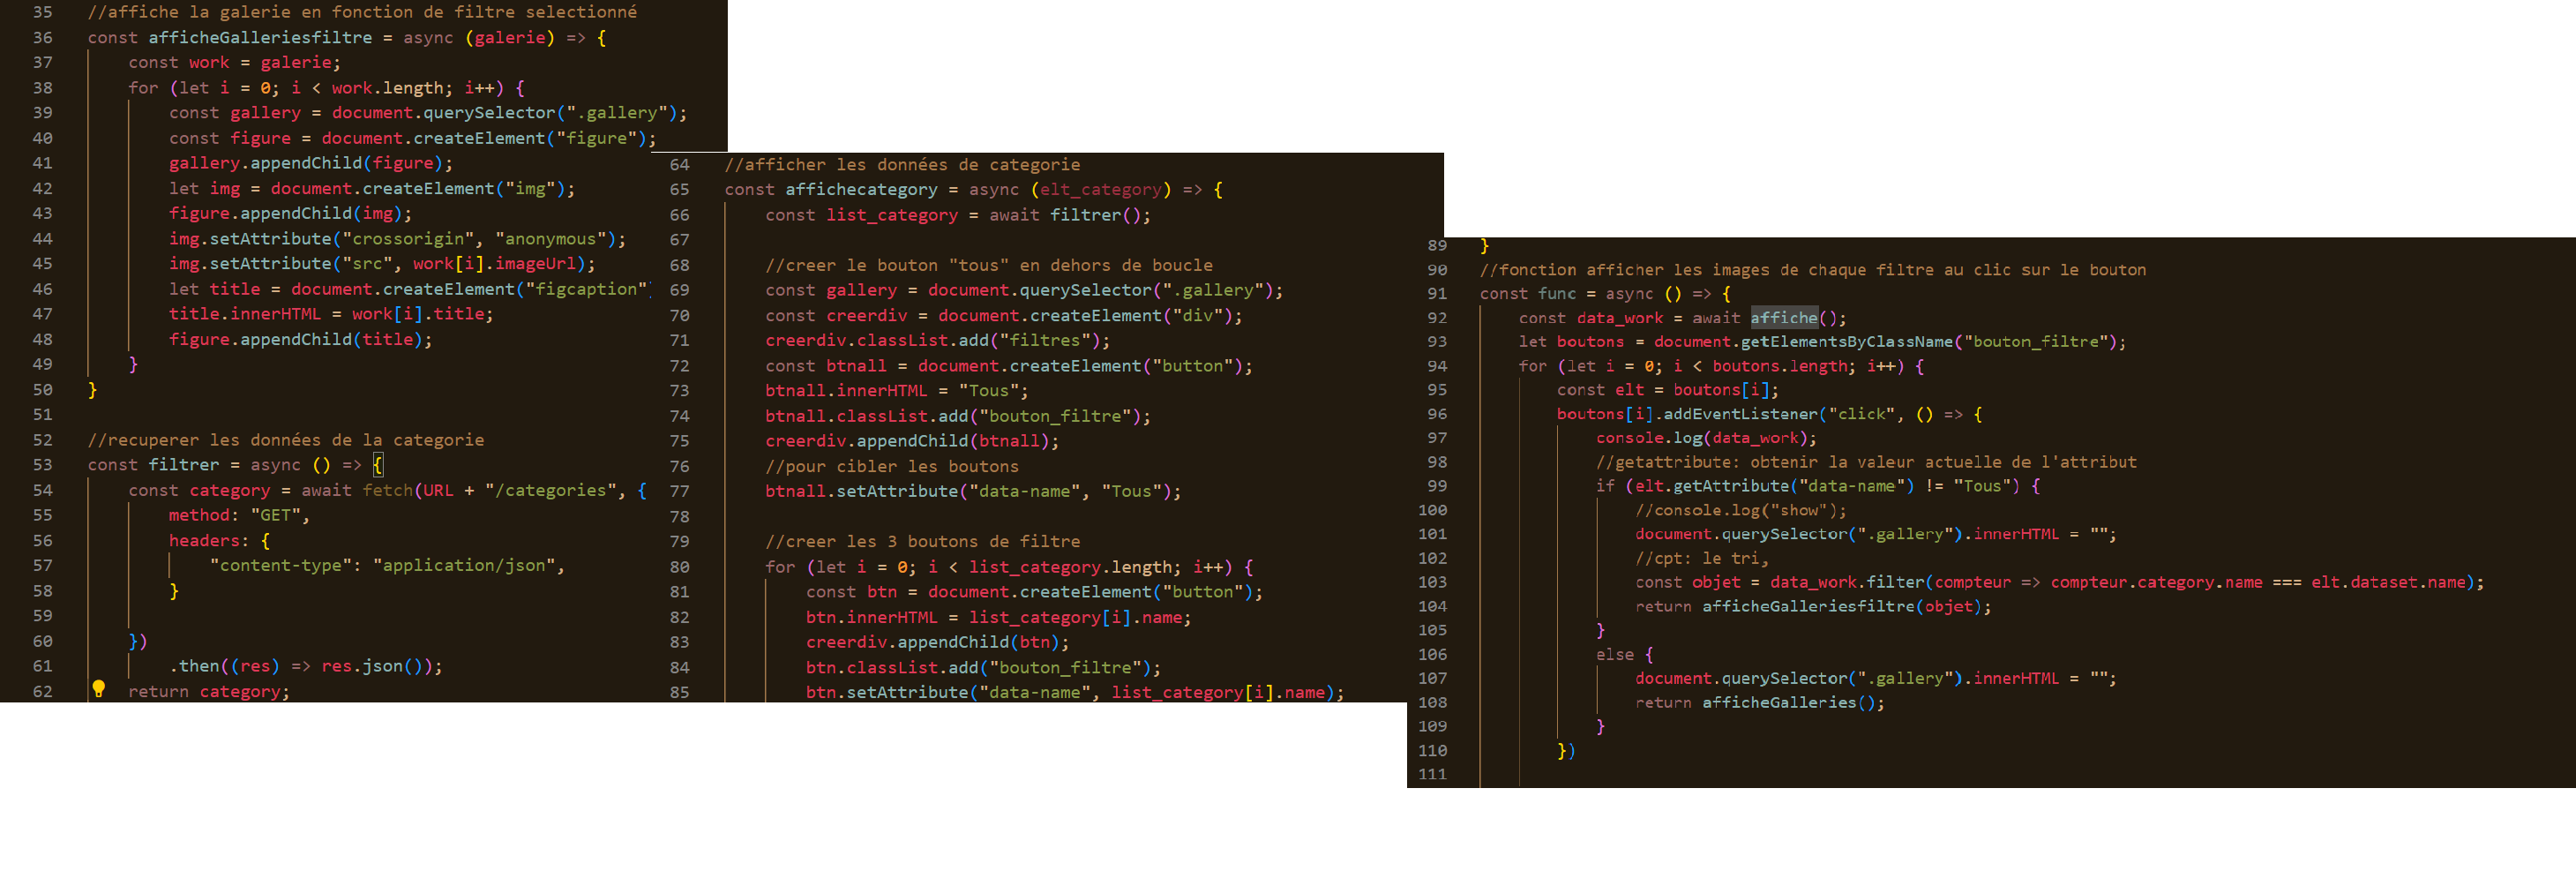 35 //affiche la galerie en fonction de filtre selectionné
36 const afficheGalleriesfiltre = async (galerie) => {
37 const work = galerie;
38 for (let i = 0; i < work.length; i++) {
39 const gallery = document.querySelector(".gallery");
40 const figure = document.createElement("figure");
41 gallery.appendChild(figure);
42 let img = document.createElement("img");
43 figure.appendChild(img);
44 img.setAttribute("crossorigin", "anonymous");
45 img.setAttribute("src", work[i].imageUrl);
46 let title = document.createElement("figcaption"
47 title.innerHTML = work[i].title;
48 figure.appendChild(title);
49 }
50 }
51
52 //recuperer les données de la categorie
53 const filtrer = async () => {
54 const category = await fetch(URL + "/categories", {
55 method: "GET",
56 headers: {
57 "content-type": "application/json",
58 }
59
60 })
61 .then((res) => res.json());
62 return category;
64 //afficher les données de categorie
65 const affichecategory = async (elt_category) => {
66 const list_category = await filtrer();
67
68 //creer le bouton "tous" en dehors de boucle
69 const gallery = document.querySelector(".gallery");
70 const creerdiv = document.createElement("div");
71 creerdiv.classList.add("filtres");
72 const btnall = document.createElement("button");
73 btnall.innerHTML = "Tous";
74 btnall.classList.add("bouton_filtre");
75 creerdiv.appendChild(btnall);
76 //pour cibler les boutons
77 btnall.setAttribute("data-name", "Tous");
78
79 //creer les 3 boutons de filtre
80 for (let i = 0; i < list_category.length; i++) {
81 const btn = document.createElement("button");
82 btn.innerHTML = list_category[i].name;
83 creerdiv.appendChild(btn);
84 btn.classList.add("bouton_filtre");
85 btn.setAttribute("data-name", list_category[i].name);
89 }
90 //fonction afficher les images de chaque filtre au clic sur le bouton
91 const func = async () => {
92 const data_work = await affiche();
93 let boutons = document.getElementsByClassName("bouton_filtre");
94 for (let i = 0; i < boutons.length; i++) {
95 const elt = boutons[i];
96 boutons[i].addEventListener("click", () => {
97 console.log(data_work);
98 //getattribute: obtenir la valeur actuelle de l'attribut
99 if (elt.getAttribute("data-name") != "Tous") {
100 //console.log("show");
101 document.querySelector(".gallery").innerHTML = "";
102 //cpt: le tri,
103 const objet = data_work.filter(compteur => compteur.category.name === elt.dataset.name);
104 return afficheGalleriesfiltre(objet);
105 }
106 else {
107 document.querySelector(".gallery").innerHTML = "";
108 return afficheGalleries();
109 }
110 })
111